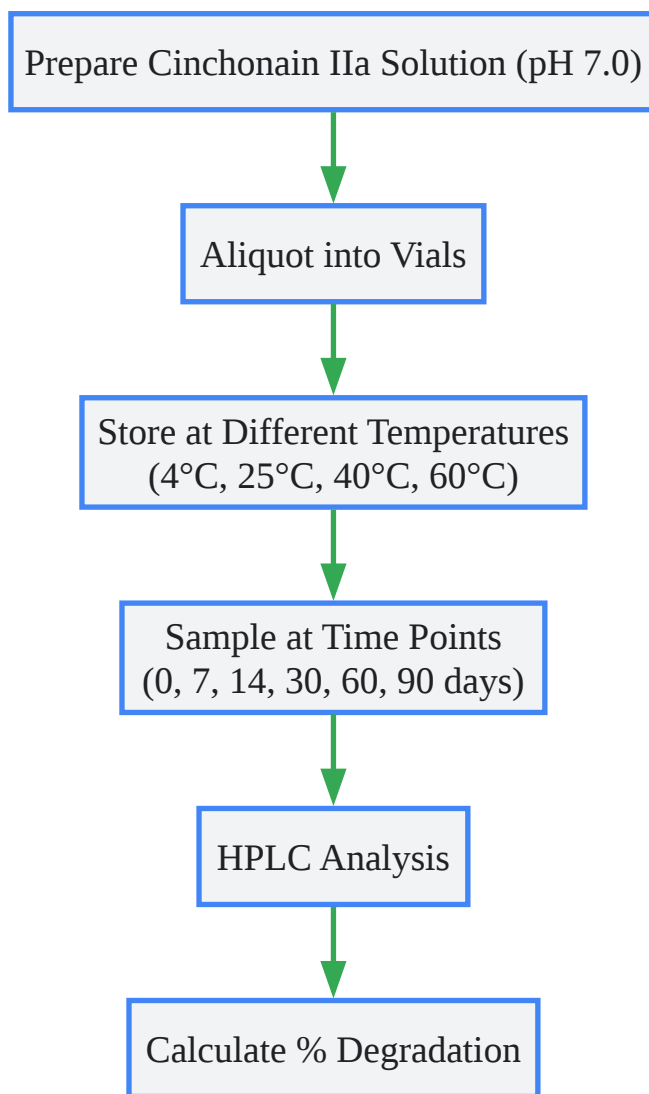 Prepare Cinchonain IIa Solution (pH 7.0)
Aliquot into Vials
Store at Different Temperatures
(4°C, 25°C, 40°C, 60°C)
Sample at Time Points
(0, 7, 14, 30, 60, 90 days)
HPLC Analysis
Calculate % Degradation